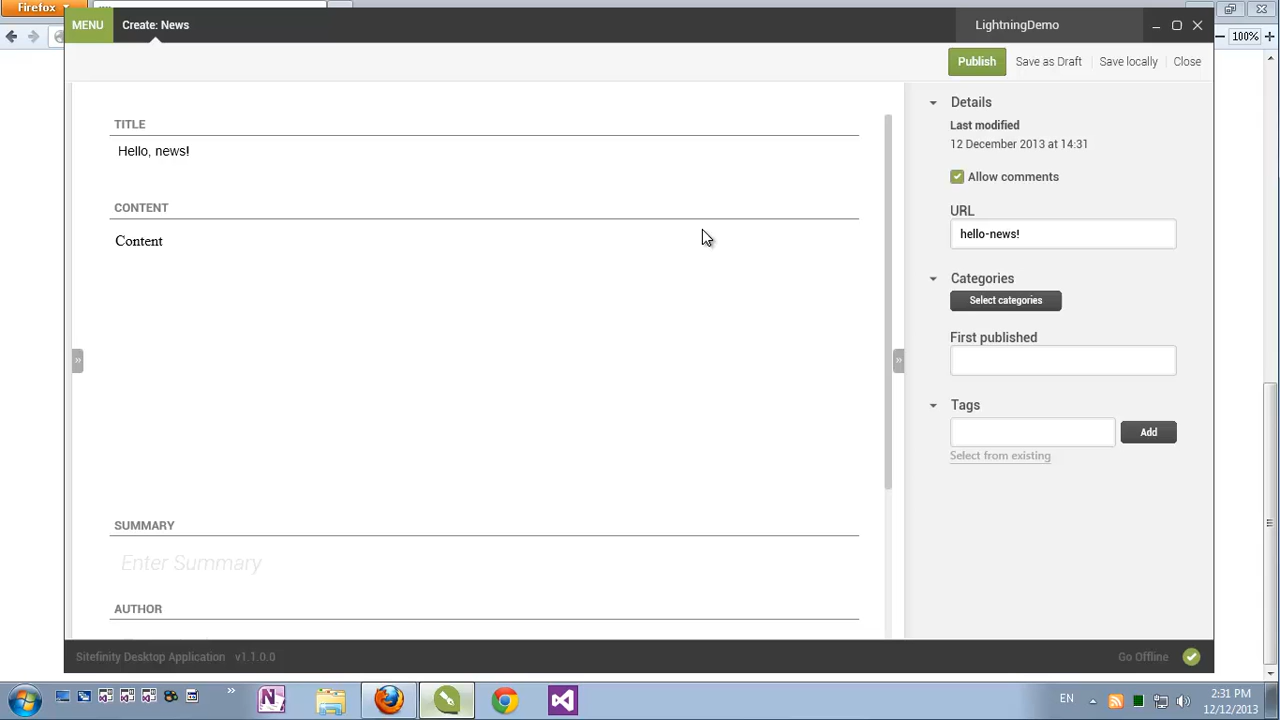 Firefox
100%
MENU
Create: News
LightningDemo
Publish
Save as Draft
Save locally
Close
TITLE
Hello, news!
CONTENT
Content
SUMMARY
Enter Summary
AUTHOR
Details
Last modified
12 December 2013 at 14:31
Allow comments
URL
hello-news!
Categories
Select categories
First published
Tags
Add
Select from existing
Sitefinity Desktop Application v1.1.0.0
Go Offline
EN
2:31 PM
12/12/2013